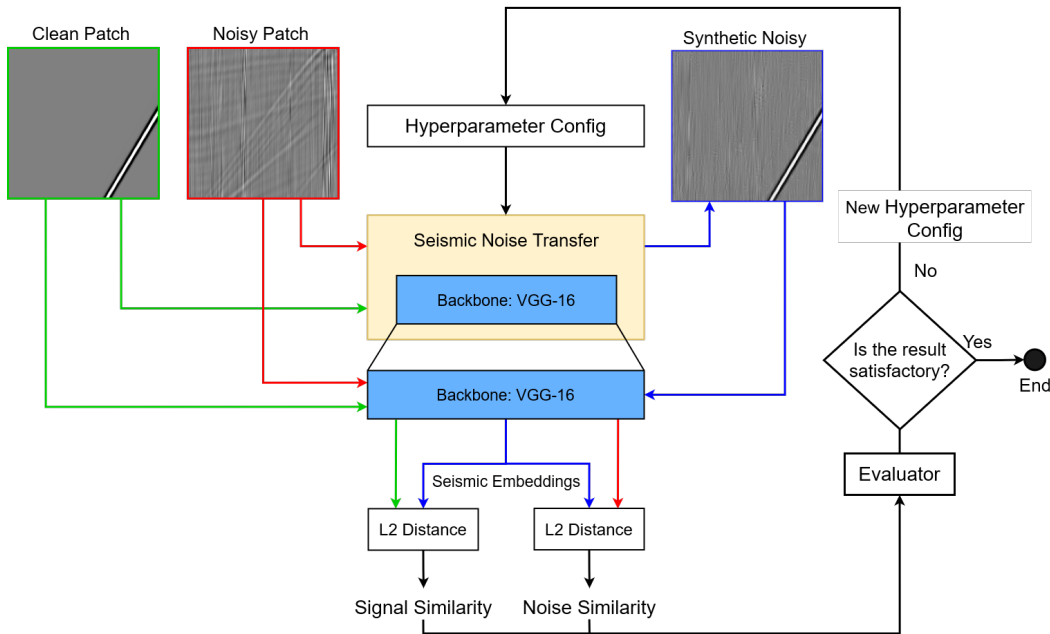 Clean Patch
Noisy Patch
Synthetic Noisy
Hyperparameter Config
Seismic Noise Transfer
Backbone: VGG-16
Backbone: VGG-16
Seismic Embeddings
L2 Distance
L2 Distance
Signal Similarity
Noise Similarity
New Hyperparameter
Config
No
Is the result
satisfactory?
Yes
End
Evaluator